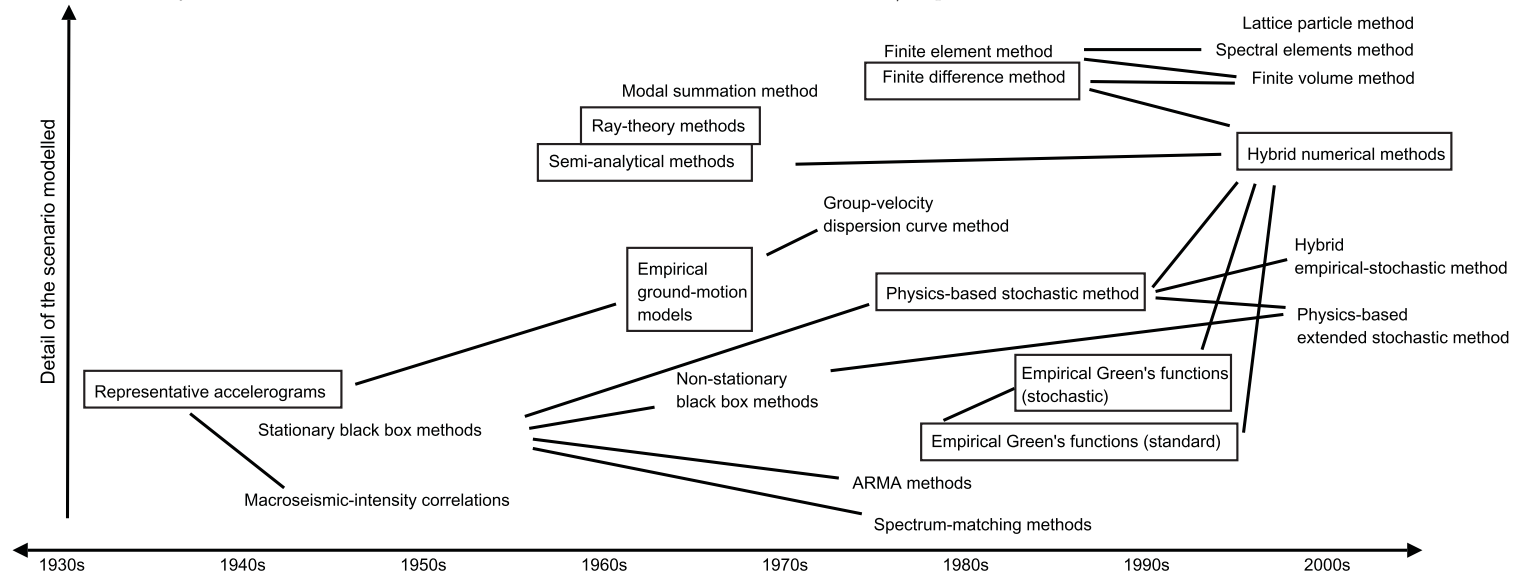 Lattice particle method
Finite element method
Spectral elements method
Finite difference method
Finite volume method
Modal summation method
Ray-theory methods
Semi-analytical methods
Hybrid numerical methods
Detail of the scenario modelled
Group-velocity
dispersion curve method
Empirical
ground-motion
models
Hybrid
empirical-stochastic method
Physics-based stochastic method
Physics-based
extended stochastic method
Representative accelerograms
Non-stationary
black box methods
Empirical Green's functions
(stochastic)
Stationary black box methods
Empirical Green's functions (standard)
Macroseismic-intensity correlations
ARMA methods
Spectrum-matching methods
1930s
1940s
1950s
1960s
1970s
1980s
1990s
2000s